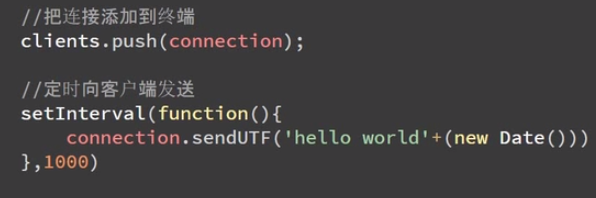 //把连接添加到终端
clients.push(connection);
//定时向客户端发送
setInterval(function(){
connection.sendUTF('hello world'+(new Date()))
},1000)